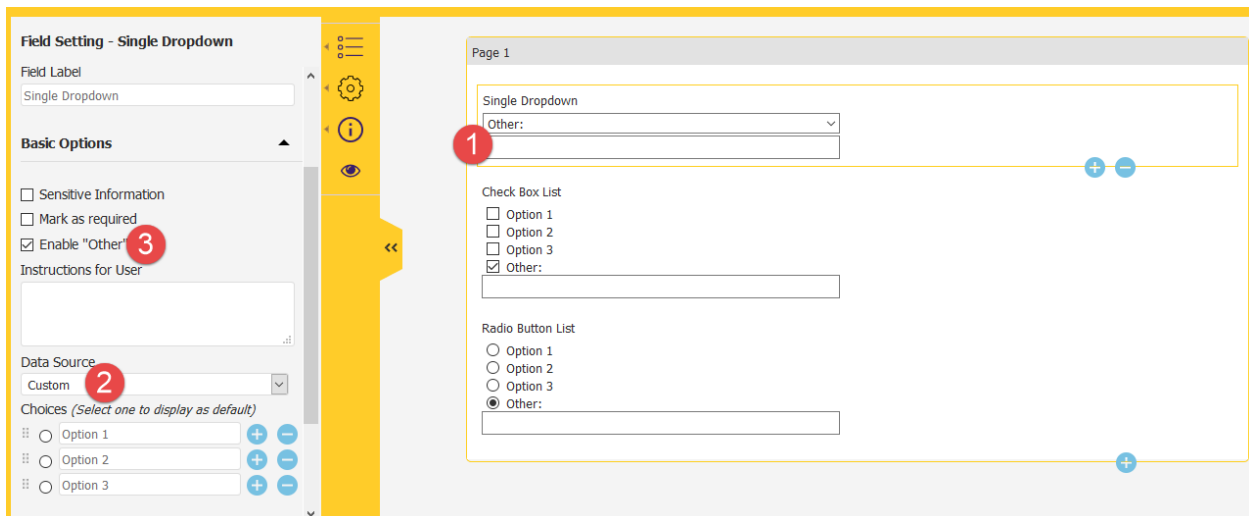 Field Setting - Single Dropdown
Field Label
Single Dropdown
Basic Options
Sensitive Information
Mark as required
Enable "Other"
3
Instructions for User
Data Source
Custom
2
Choices (Select one to display as default)
Option 1
Option 2
Option 3
Page 1
Single Dropdown
Other:
1
Check Box List
Option 1
Option 2
Option 3
Other:
Radio Button List
Option 1
Option 2
Option 3
Other: